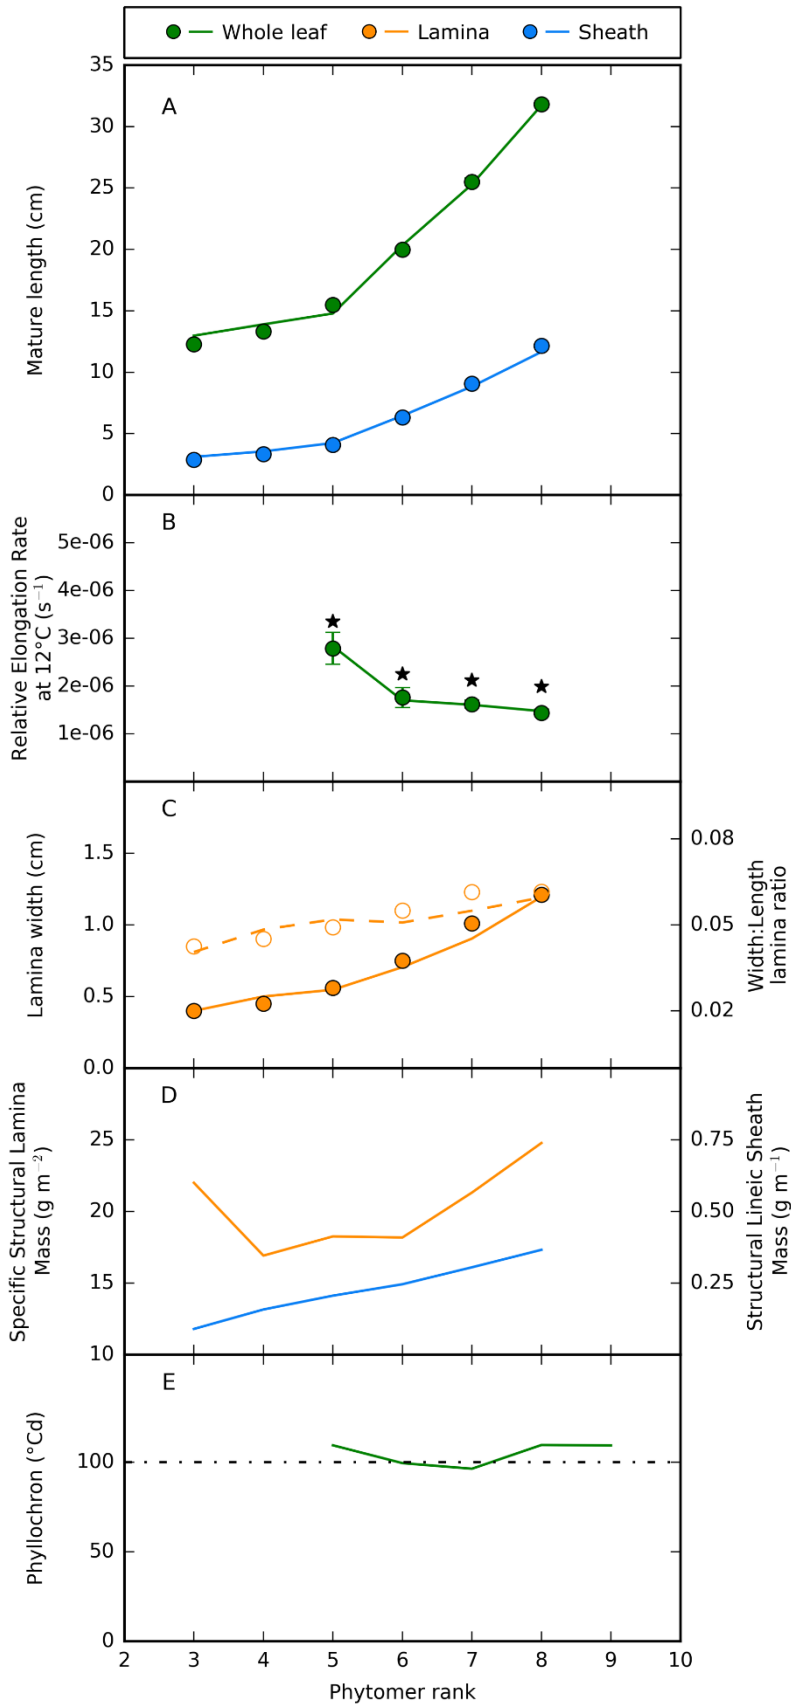 Whole leaf Lamina Sheath
A
Mature length (cm)
35
30
25
20
15
10
5
0
B
Relative Elongation Rate
at 12°C (s⁻¹)
5e-06
4e-06
3e-06
2e-06
1e-06
C
Lamina width (cm)
1.5
1.0
0.5
0.0
0.08
0.05
0.02
Width:Length
lamina ratio
D
Specific Structural Lamina
Mass (g m⁻²)
25
20
15
10
0.75
0.50
0.25
Structural Lineic Sheath
Mass (g m⁻¹)
E
Phyllochron (°Cd)
100
50
0
2 3 4 5 6 7 8 9 10
Phytomer rank